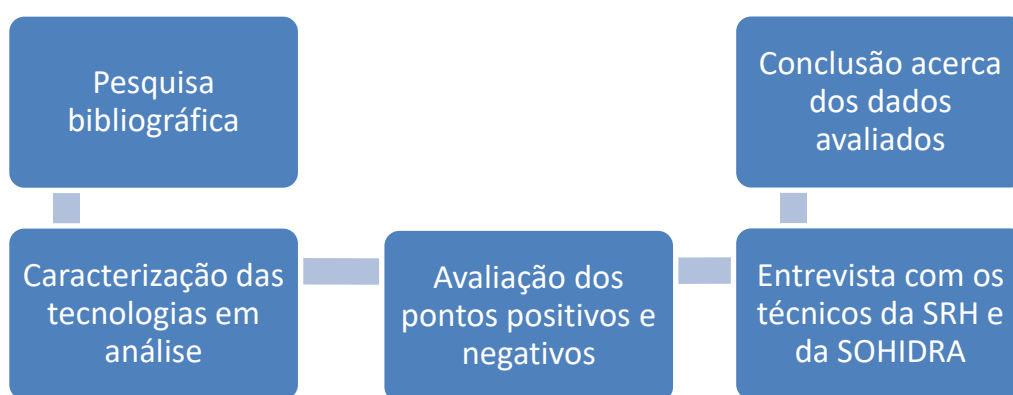 Pesquisa
bibliográfica
Caracterização das
tecnologias em
análise
Avaliação dos
pontos positivos e
negativos
Entrevista com os
técnicos da SRH e
da SOHIDRA
Conclusão acerca
dos dados
avaliados